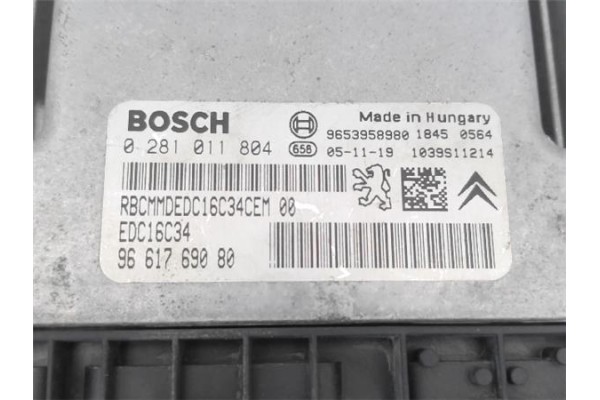 BOSCH
Made in Hungary
9653958980 1845 0564
0 281 011 804
656 05-11-19 1039S11214
RBCMMDEDC16C34CEM 00
EDC16C34
96 617 690 80